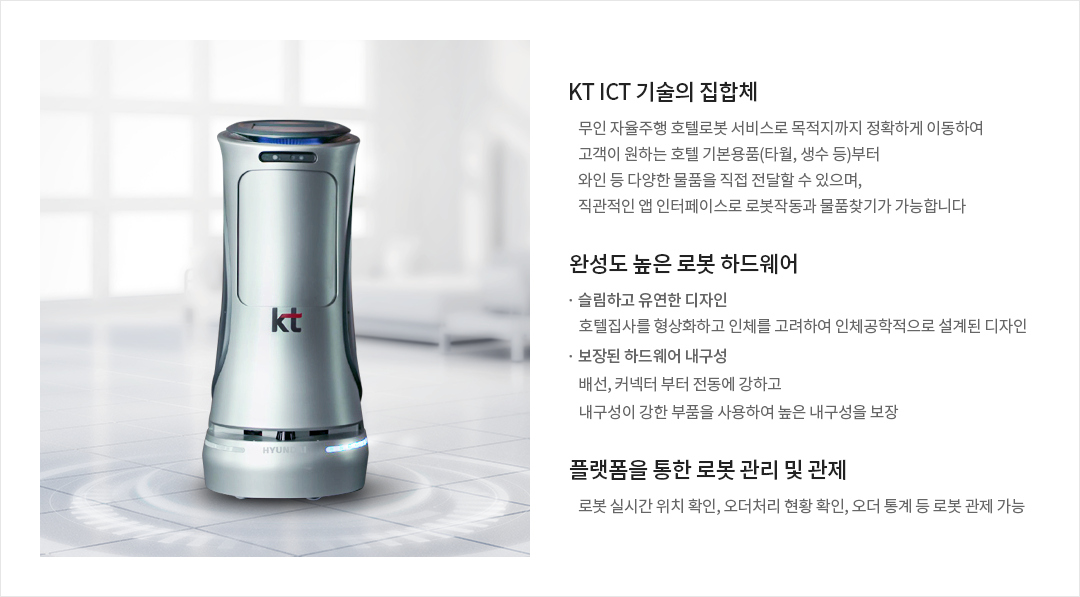 kt
KT ICT 기술의 집합체
무인 자율주행 호텔로봇 서비스로 목적지까지 정확하게 이동하여
고객이 원하는 호텔 기본용품(타월, 생수 등)부터
와인 등 다양한 물품을 직접 전달할 수 있으며,
직관적인 앱 인터페이스로 로봇작동과 물품찾기가 가능합니다
완성도 높은 로봇 하드웨어
· 슬림하고 유연한 디자인
호텔집사를 형상화하고 인체를 고려하여 인체공학적으로 설계된 디자인
· 보장된 하드웨어 내구성
배선, 커넥터 부터 전동에 강하고
내구성이 강한 부품을 사용하여 높은 내구성을 보장
플랫폼을 통한 로봇 관리 및 관제
로봇 실시간 위치 확인, 오더처리 현황 확인, 오더 통계 등 로봇 관제 가능